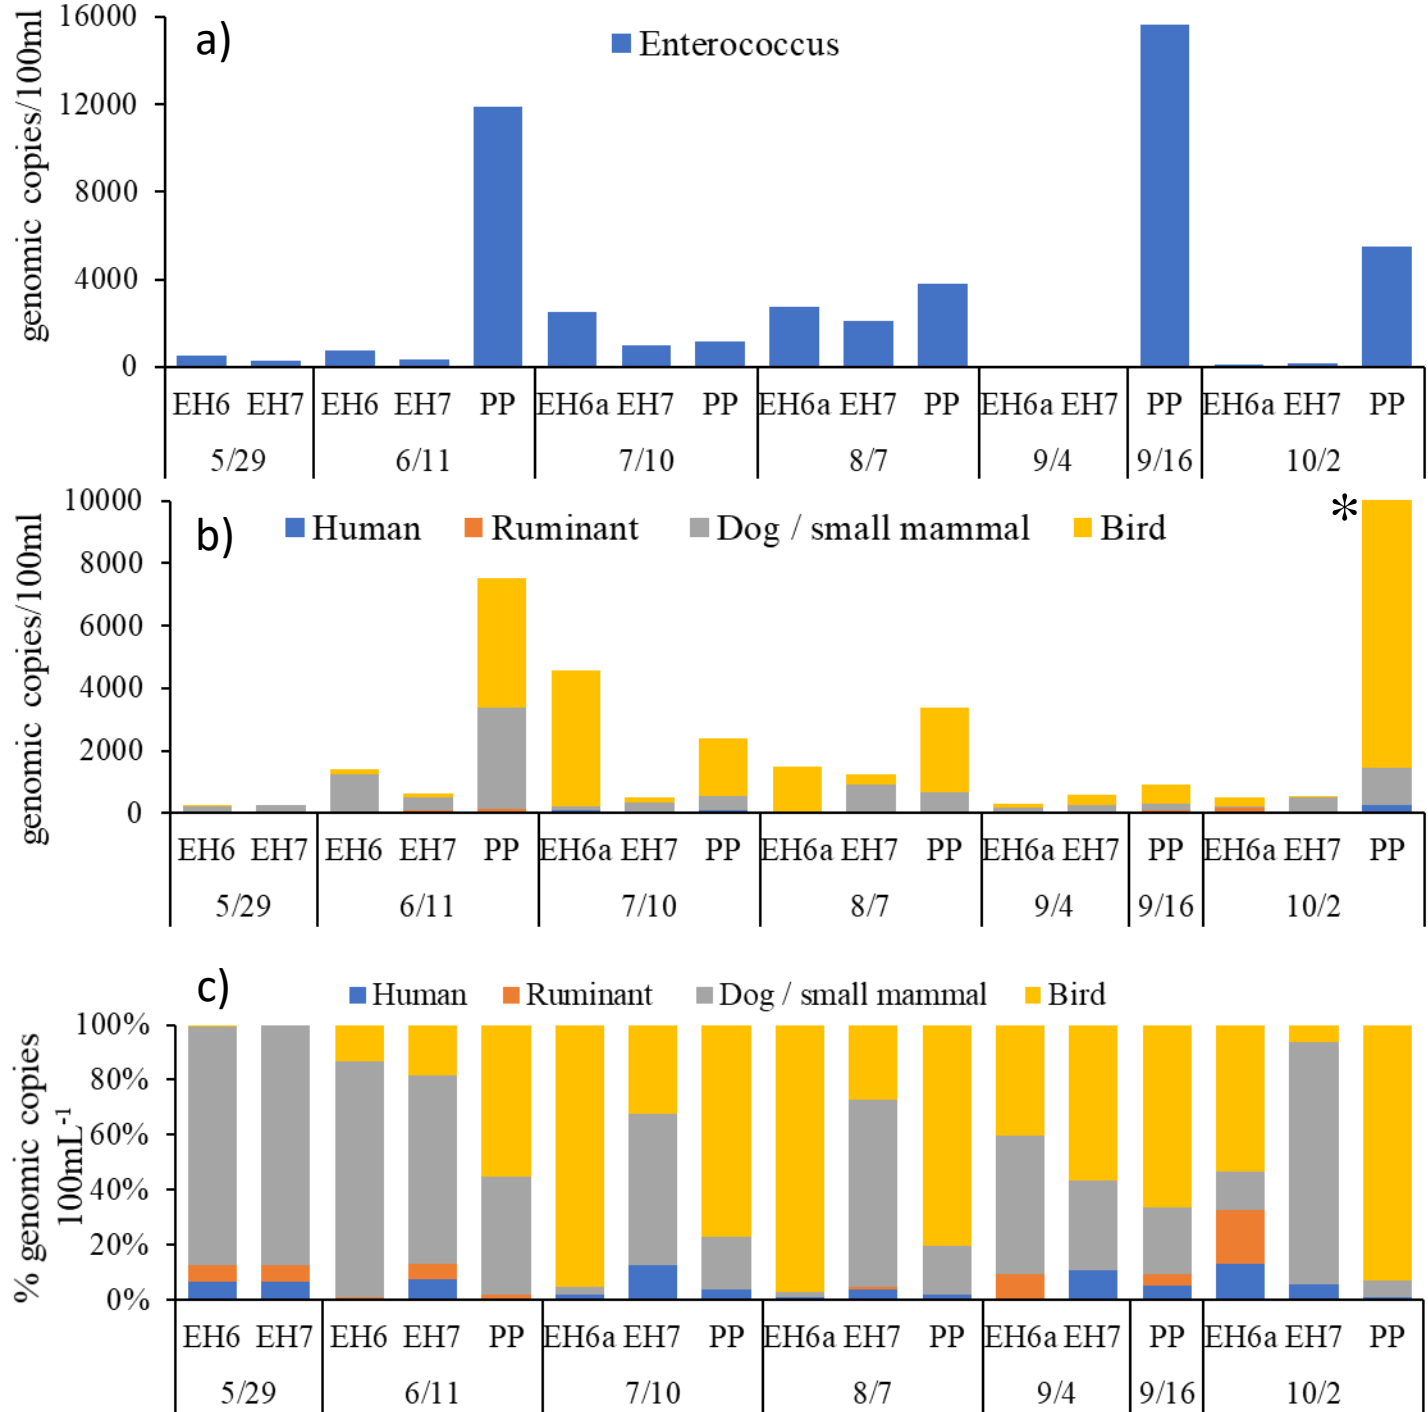 a)
Enterococcus
genomic copies/100ml
16000
12000
8000
4000
0
EH6 EH7 EH6 EH7 PP EH6a EH7 PP EH6a EH7 PP EH6a EH7 PP EH6a EH7 PP
5/29 6/11 7/10 8/7 9/4 9/16 10/2
b)
Human Ruminant Dog / small mammal Bird
*
genomic copies/100ml
10000
8000
6000
4000
2000
0
EH6 EH7 EH6 EH7 PP EH6a EH7 PP EH6a EH7 PP EH6a EH7 PP EH6a EH7 PP
5/29 6/11 7/10 8/7 9/4 9/16 10/2
c)
Human Ruminant Dog / small mammal Bird
% genomic copies
100mL-1
100%
80%
60%
40%
20%
0%
EH6 EH7 EH6 EH7 PP EH6a EH7 PP EH6a EH7 PP EH6a EH7 PP EH6a EH7 PP
5/29 6/11 7/10 8/7 9/4 9/16 10/2